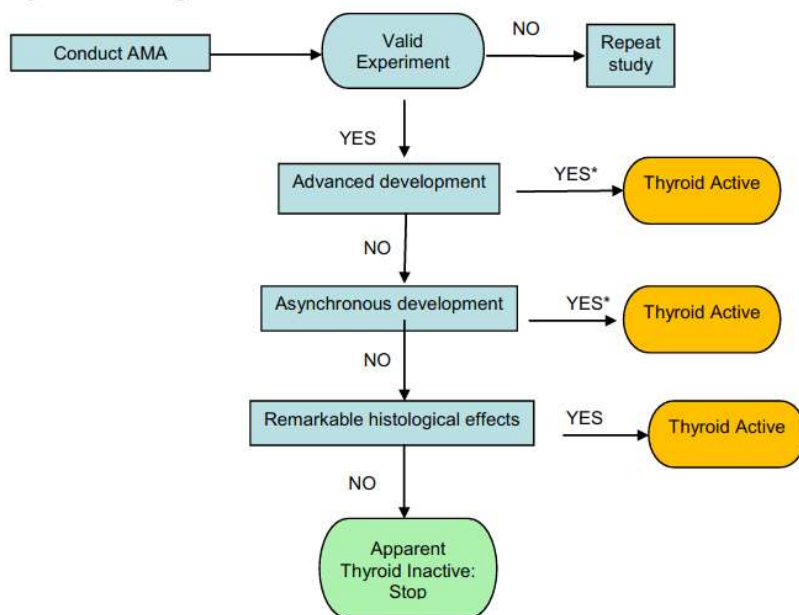 Conduct AMA
Valid
Experiment
NO
Repeat
study
YES
Advanced development
YES*
Thyroid Active
NO
Asynchronous development
YES*
Thyroid Active
NO
Remarkable histological effects
YES
Thyroid Active
NO
Apparent
Thyroid Inactive:
Stop